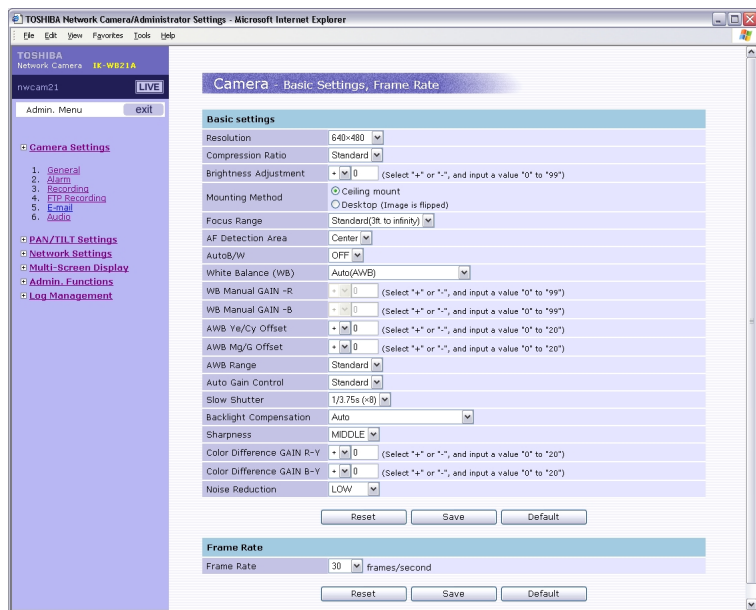 TOSHIBA Network Camera/Administrator Settings - Microsoft Internet Explorer
File Edit View Favorites Tools Help
TOSHIBA
Network Camera IK-WB21A
nwcam21 LIVE
Admin. Menu exit
Camera Settings
1. General
2. Alarm
3. Recording
4. FTP Recording
5. E-mail
6. Audio
PAN/TILT Settings
Network Settings
Multi-Screen Display
Admin. Functions
Log Management
Camera - Basic Settings, Frame Rate
Basic settings
Resolution 640×480
Compression Ratio Standard
Brightness Adjustment + 0 (Select "+" or "-", and input a value "0" to "99")
Mounting Method Ceiling mount
Desktop (Image is flipped)
Focus Range Standard(3ft. to infinity)
AF Detection Area Center
AutoB/W OFF
White Balance (WB) Auto(AWB)
WB Manual GAIN -R + 0 (Select "+" or "-", and input a value "0" to "99")
WB Manual GAIN -B + 0 (Select "+" or "-", and input a value "0" to "99")
AWB Ye/Cy Offset + 0 (Select "+" or "-", and input a value "0" to "20")
AWB Mg/G Offset + 0 (Select "+" or "-", and input a value "0" to "20")
AWB Range Standard
Auto Gain Control Standard
Slow Shutter 1/3.75s (×8)
Backlight Compensation Auto
Sharpness MIDDLE
Color Difference GAIN R-Y + 0 (Select "+" or "-", and input a value "0" to "20")
Color Difference GAIN B-Y + 0 (Select "+" or "-", and input a value "0" to "20")
Noise Reduction LOW
Reset Save Default
Frame Rate
Frame Rate 30 frames/second
Reset Save Default